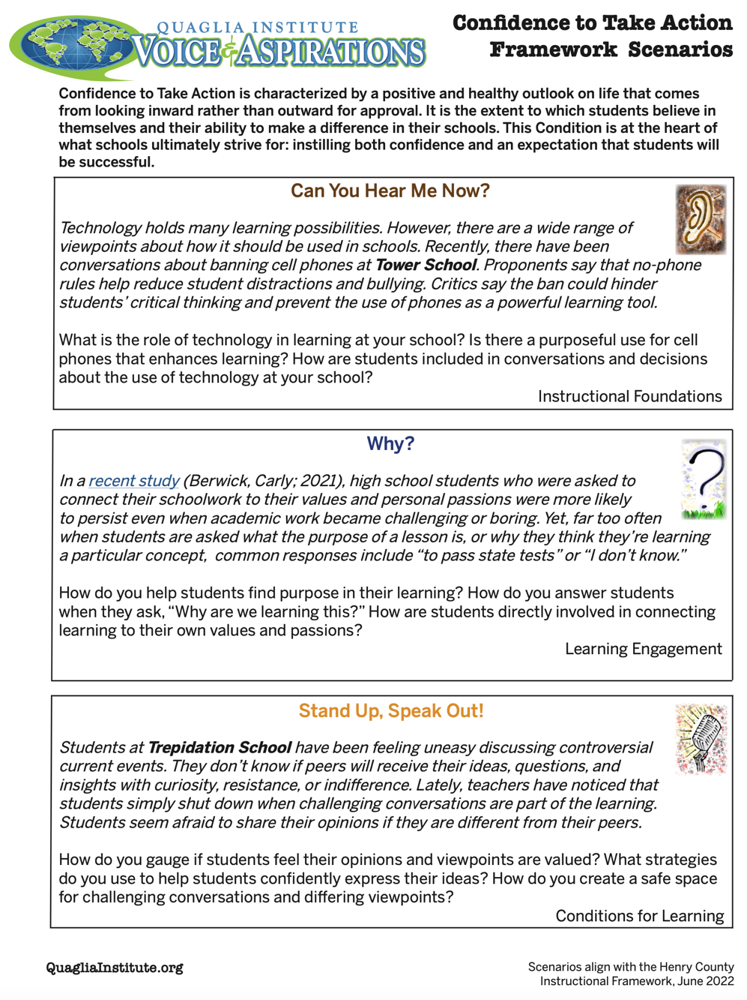 QUAGLIA INSTITUTE
VOICE & ASPIRATIONS
Confidence to Take Action
Framework Scenarios
Confidence to Take Action is characterized by a positive and healthy outlook on life that comes
from looking inward rather than outward for approval. It is the extent to which students believe in
themselves and their ability to make a difference in their schools. This Condition is at the heart of
what schools ultimately strive for: instilling both confidence and an expectation that students will
be successful.
Can You Hear Me Now?
Technology holds many learning possibilities. However, there are a wide range of
viewpoints about how it should be used in schools. Recently, there have been
conversations about banning cell phones at Tower School. Proponents say that no-phone
rules help reduce student distractions and bullying. Critics say the ban could hinder
students’ critical thinking and prevent the use of phones as a powerful learning tool.
What is the role of technology in learning at your school? Is there a purposeful use for cell
phones that enhances learning? How are students included in conversations and decisions
about the use of technology at your school?
Instructional Foundations
Why?
In a recent study (Berwick, Carly; 2021), high school students who were asked to
connect their schoolwork to their values and personal passions were more likely
to persist even when academic work became challenging or boring. Yet, far too often
when students are asked what the purpose of a lesson is, or why they think they’re learning
a particular concept, common responses include “to pass state tests” or “I don’t know.”
How do you help students find purpose in their learning? How do you answer students
when they ask, “Why are we learning this?” How are students directly involved in connecting
learning to their own values and passions?
Learning Engagement
Stand Up, Speak Out!
Students at Trepidation School have been feeling uneasy discussing controversial
current events. They don’t know if peers will receive their ideas, questions, and
insights with curiosity, resistance, or indifference. Lately, teachers have noticed that
students simply shut down when challenging conversations are part of the learning.
Students seem afraid to share their opinions if they are different from their peers.
How do you gauge if students feel their opinions and viewpoints are valued? What strategies
do you use to help students confidently express their ideas? How do you create a safe space
for challenging conversations and differing viewpoints?
Conditions for Learning
QuagliaInstitute.org
Scenarios align with the Henry County
Instructional Framework, June 2022